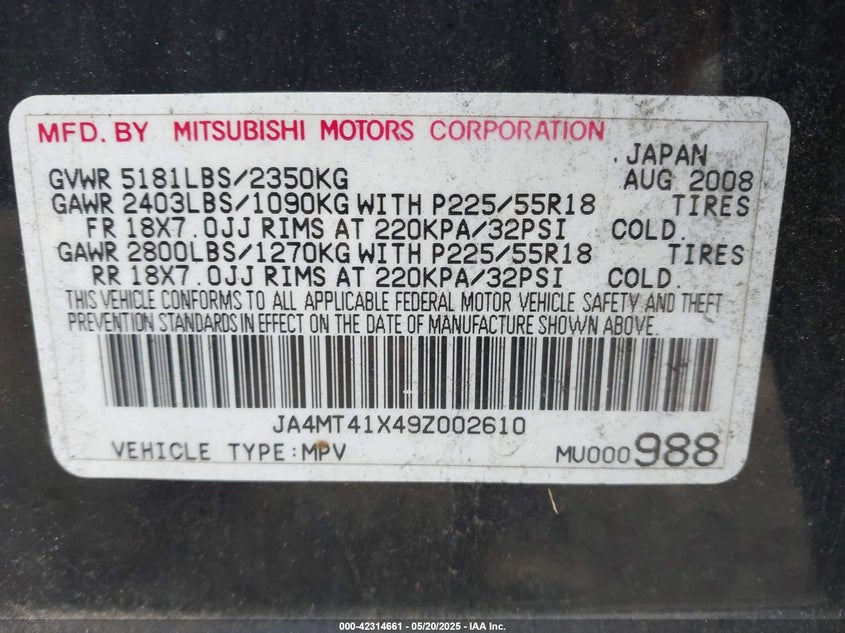 MFD. BY MITSUBISHI MOTORS CORPORATION
JAPAN
GVWR 5181LBS/2350KG AUG 2008
GAWR 2403LBS/1090KG WITH P225/55R18 TIRES
FR 18X7.0JJ RIMS AT 220KPA/32PSI COLD.
GAWR 2800LBS/1270KG WITH P225/55R18 TIRES
RR 18X7.0JJ RIMS AT 220KPA/32PSI COLD.
THIS VEHICLE CONFORMS TO ALL APPLICABLE FEDERAL MOTOR VEHICLE SAFETY AND THEFT
PREVENTION STANDARDS IN EFFECT ON THE DATE OF MANUFACTURE SHOWN ABOVE.
JA4MT41X49Z002610
VEHICLE TYPE:MPV MU000988
000-42314661 — 05/20/2025 — IAA Inc.